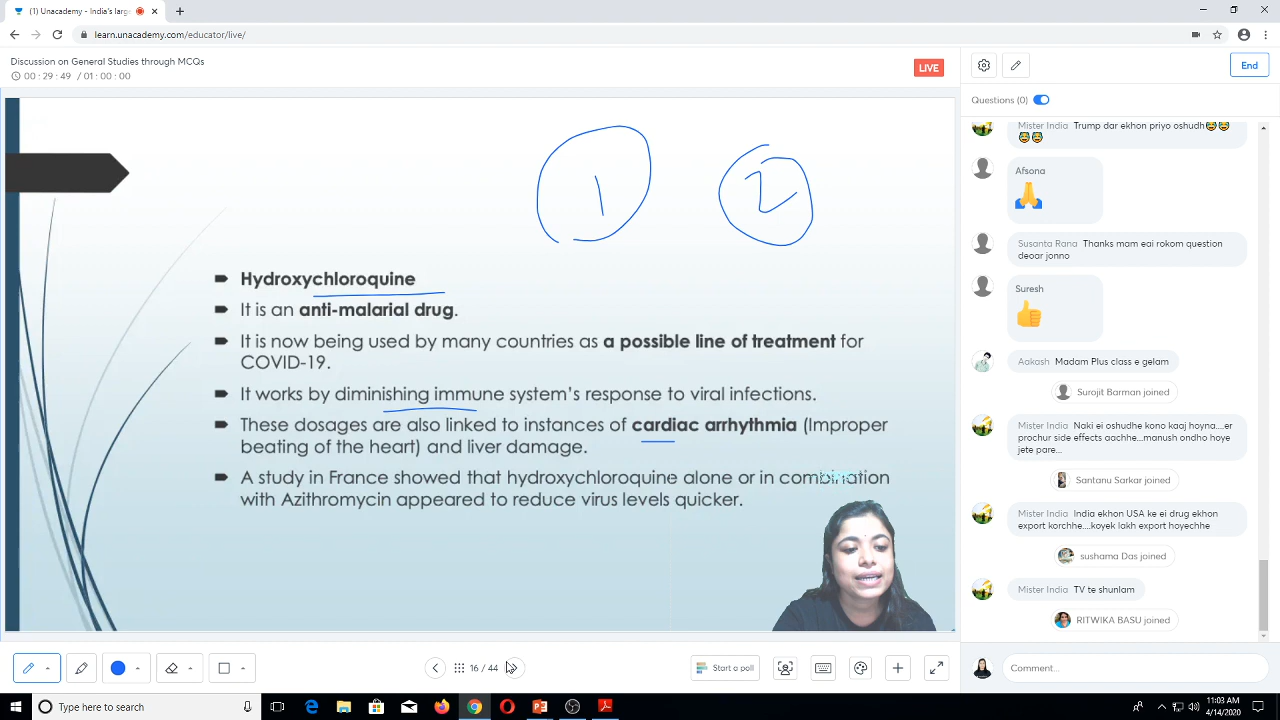 (1) Unacademy - India's larg
learn.unacademy.com/educator/live/
Discussion on General Studies through MCQs
00 : 29 : 49 / 01 : 00 : 00
LIVE
End
Questions (0)
1
2
Hydroxychloroquine
It is an anti-malarial drug.
It is now being used by many countries as a possible line of treatment for
COVID-19.
It works by diminishing immune system's response to viral infections.
These dosages are also linked to instances of cardiac arrhythmia (Improper
beating of the heart) and liver damage.
A study in France showed that hydroxychloroquine alone or in combination
with Azithromycin appeared to reduce virus levels quicker.
Mister India Trump dar ekhon priyo oshudh
Afsona
Susanta Rana Thanks mam eai rokom question
deoar jonno
Suresh
Aakash Madam Plus class e gelam
Surojit Barman joined
Mister India Naki ei oshudhe kono kaaj hoyna....er
prochur side effects aachhe...manush ondho hoye
jete pare...
Santanu Sarkar joined
Mister India India ekhon USA ke ei drug ekhon
export korchhe....koyek lakh export hoyechhe
sushama Das joined
Mister India TV te shunlam
RITWIKA BASU joined
16 / 44
Start a poll
Comment...
Type here to search
11:03 AM
4/14/2020